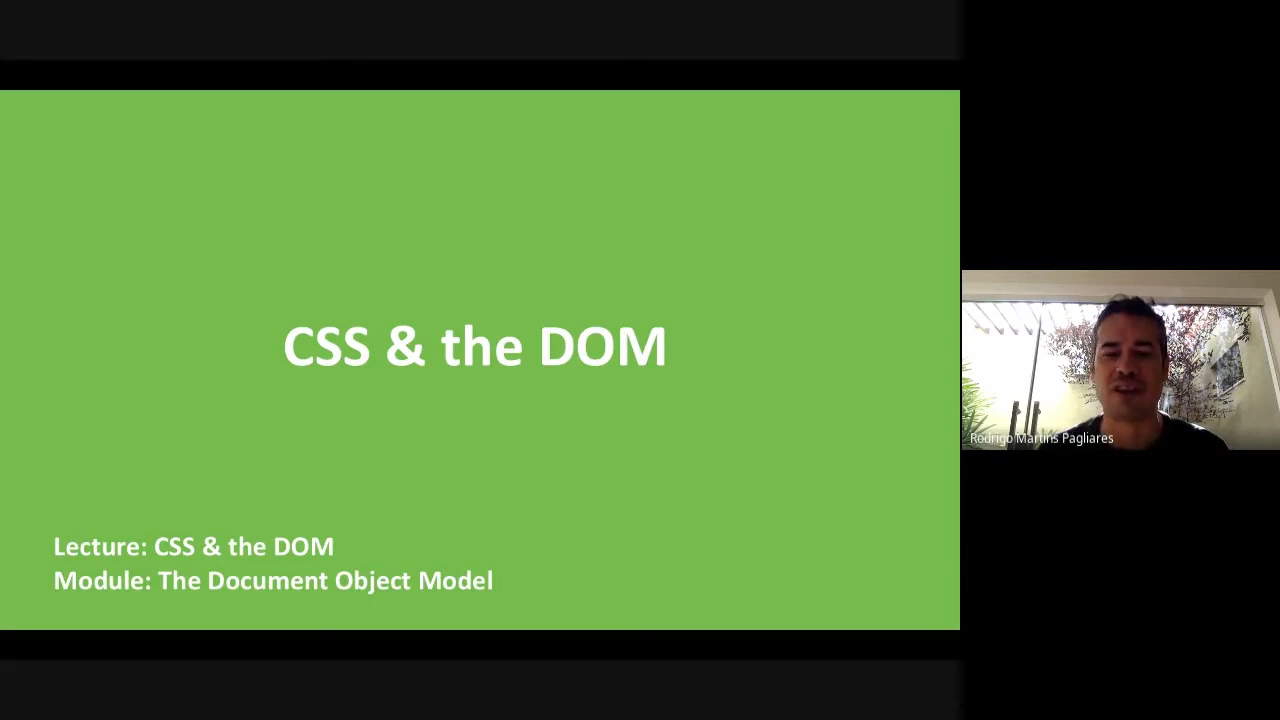 CSS & the DOM
Lecture: CSS & the DOM
Module: The Document Object Model
Rodrigo Martins Pagliares